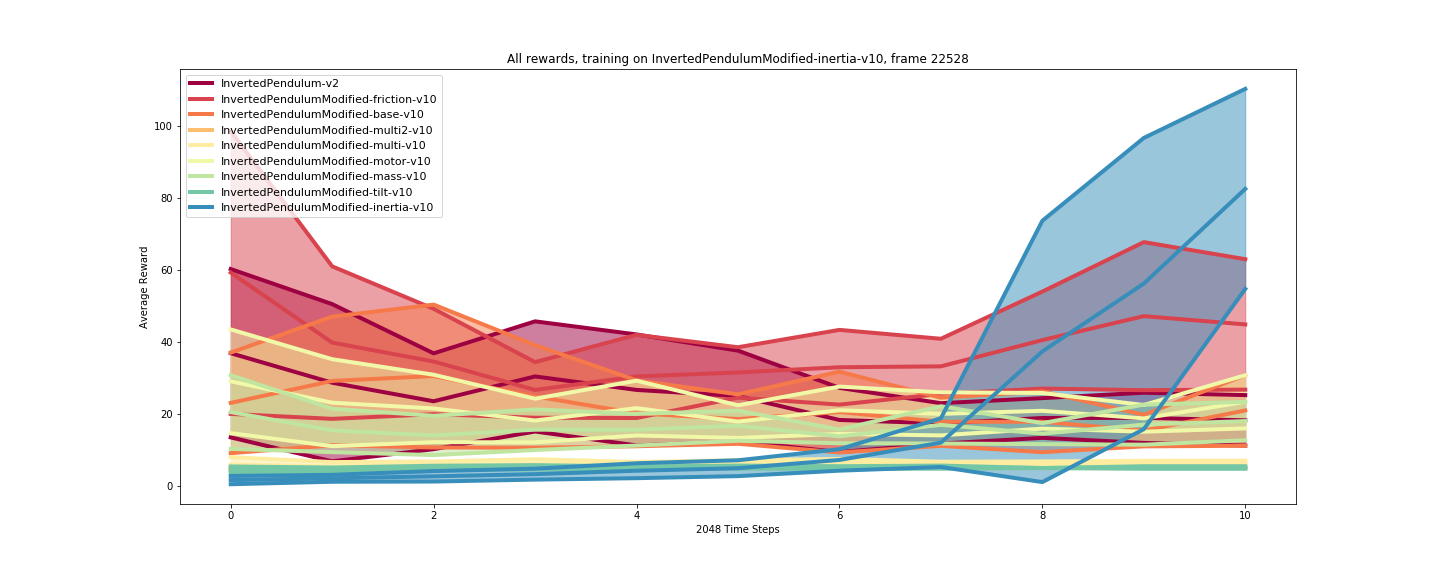 All rewards, training on InvertedPendulumModified-inertia-v10, frame 22528
InvertedPendulum-v2
InvertedPendulumModified-friction-v10
InvertedPendulumModified-base-v10
InvertedPendulumModified-multi2-v10
InvertedPendulumModified-multi-v10
InvertedPendulumModified-motor-v10
InvertedPendulumModified-mass-v10
InvertedPendulumModified-tilt-v10
InvertedPendulumModified-inertia-v10
Average Reward
100
80
60
40
20
0
0 2 4 6 8 10
2048 Time Steps